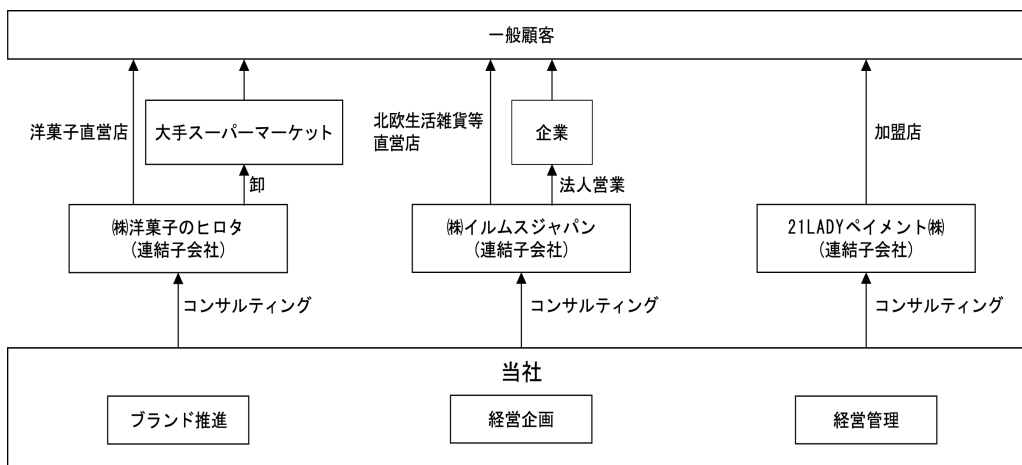 一般顧客
洋菓子直営店
大手スーパーマーケット
北欧生活雑貨等
直営店
企業
加盟店
卸
法人営業
㈱洋菓子のヒロタ
(連結子会社)
㈱イルムスジャパン
(連結子会社)
21LADYペイメント㈱
(連結子会社)
コンサルティング
コンサルティング
コンサルティング
当社
ブランド推進
経営企画
経営管理